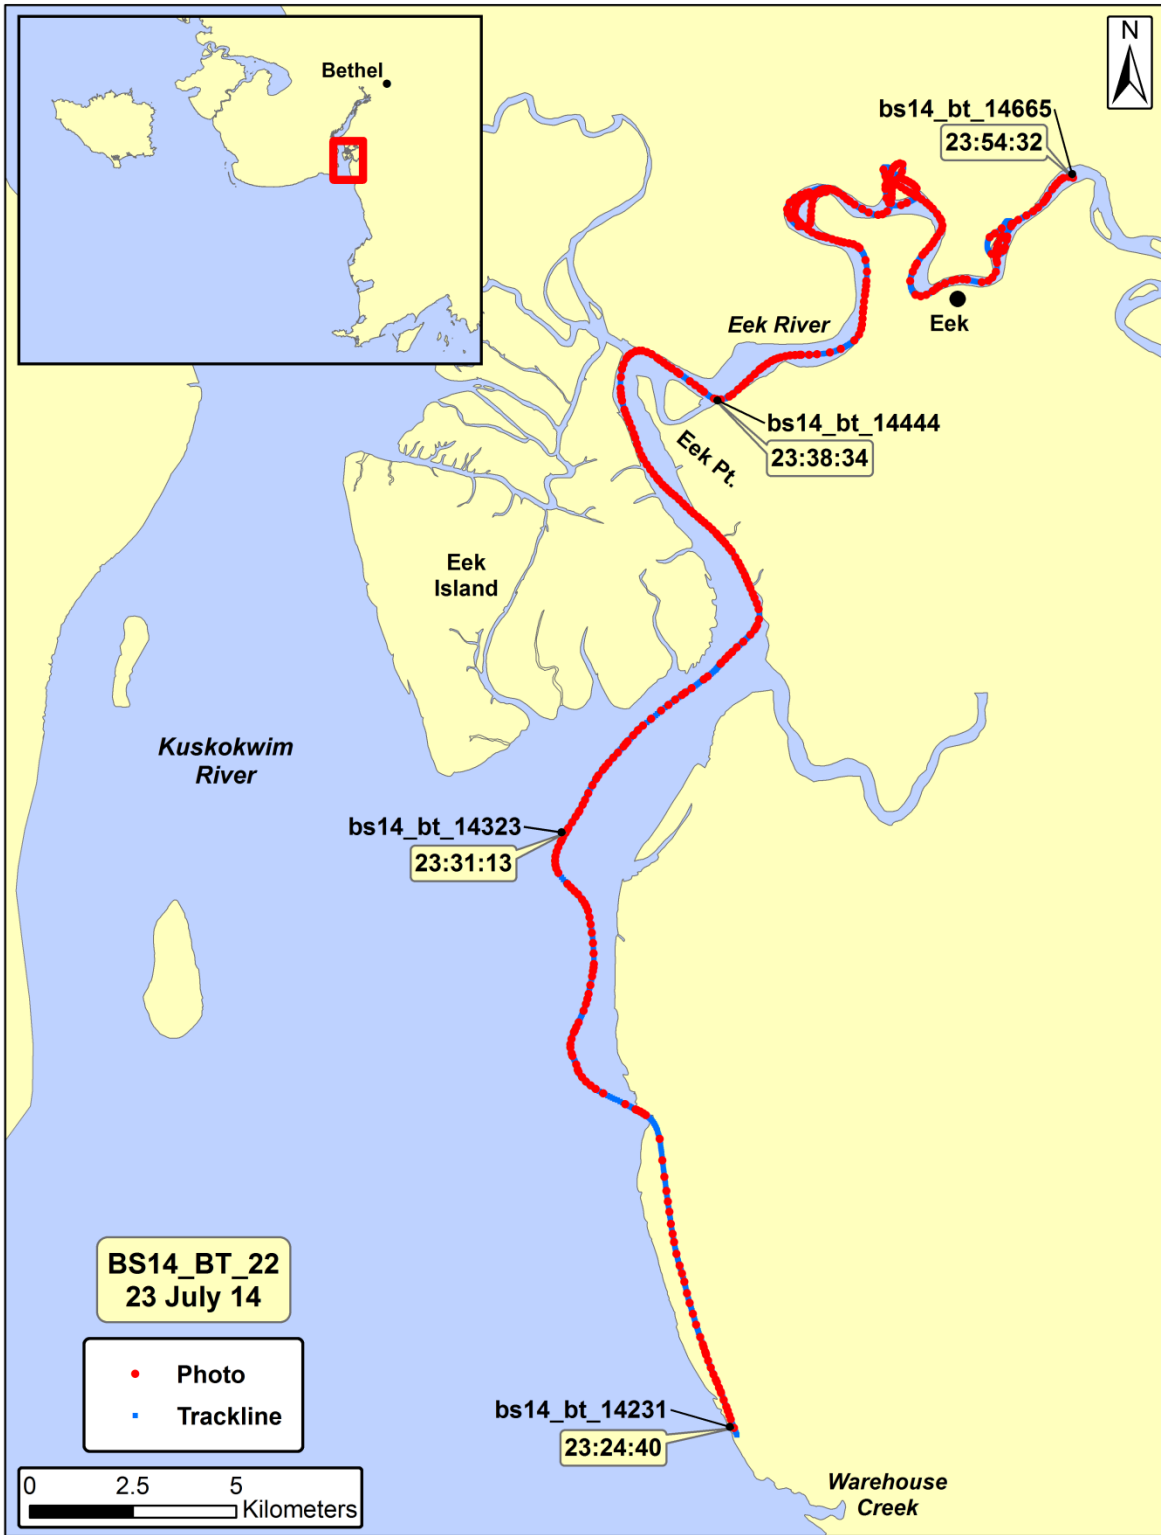 N
Bethel
bs14_bt_14665
23:54:32
Eek River
Eek
bs14_bt_14444
23:38:34
Eek Pt.
Eek
Island
Kuskokwim
River
bs14_bt_14323
23:31:13
BS14_BT_22
23 July 14
Photo
Trackline
bs14_bt_14231
23:24:40
0 2.5 5
Kilometers
Warehouse
Creek